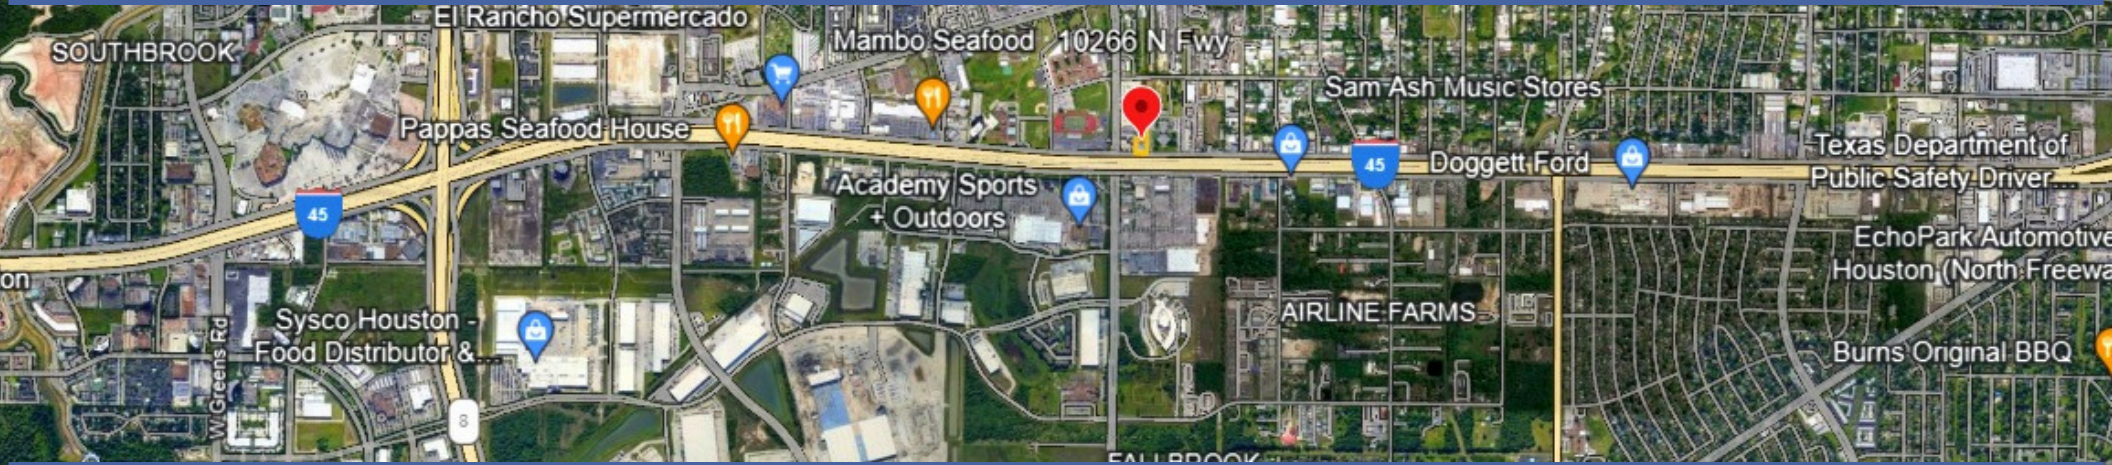 El Rancho Supermercado
SOUTHBROOK
Mambo Seafood
10266 N Fwy
Sam Ash Music Stores
Pappas Seafood House
Texas Department of
Public Safety Driver...
45
Doggett Ford
Academy Sports
+ Outdoors
45
EchoPark Automotive
Houston (North Freewa
on
AIRLINE FARMS
Sysco Houston -
Food Distributor &...
W Greens Rd
Burns Original BBQ
8
FALLBROOK